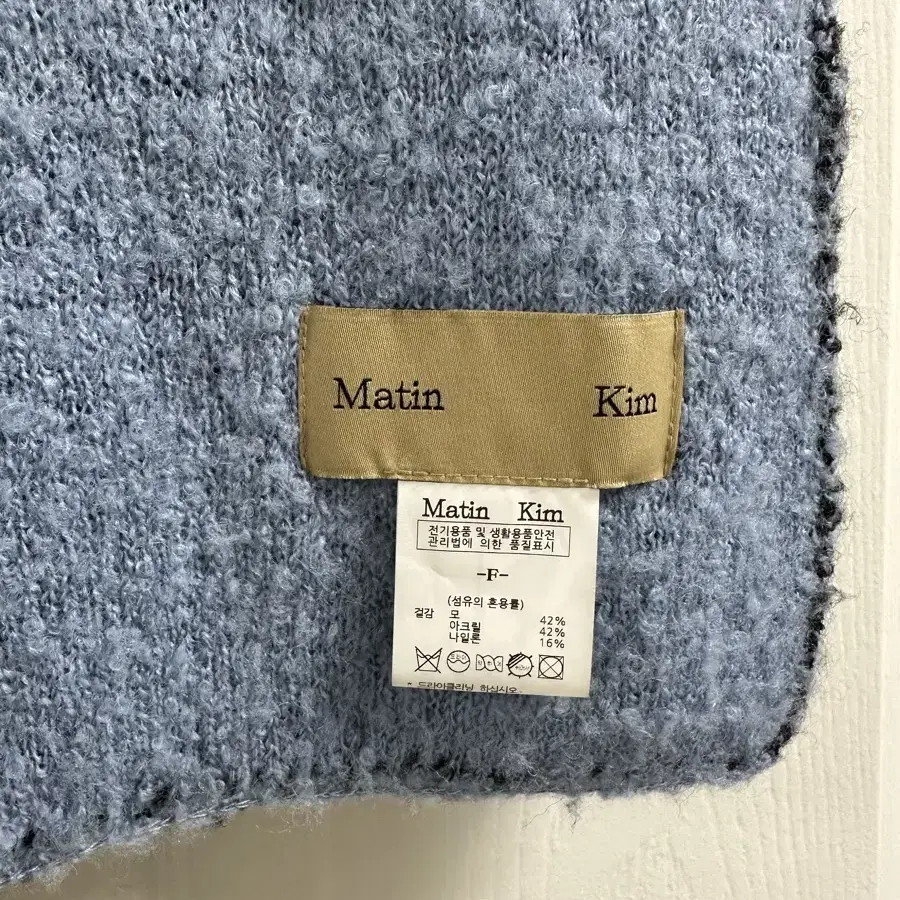 Matin Kim
Matin Kim
전기용품 및 생활용품안전
관리법에 의한 품질표시
-F-
(섬유의 혼용률)
겉감 모 42%
아크릴 42%
나일론 16%
* 드라이클리닝 하십시오.